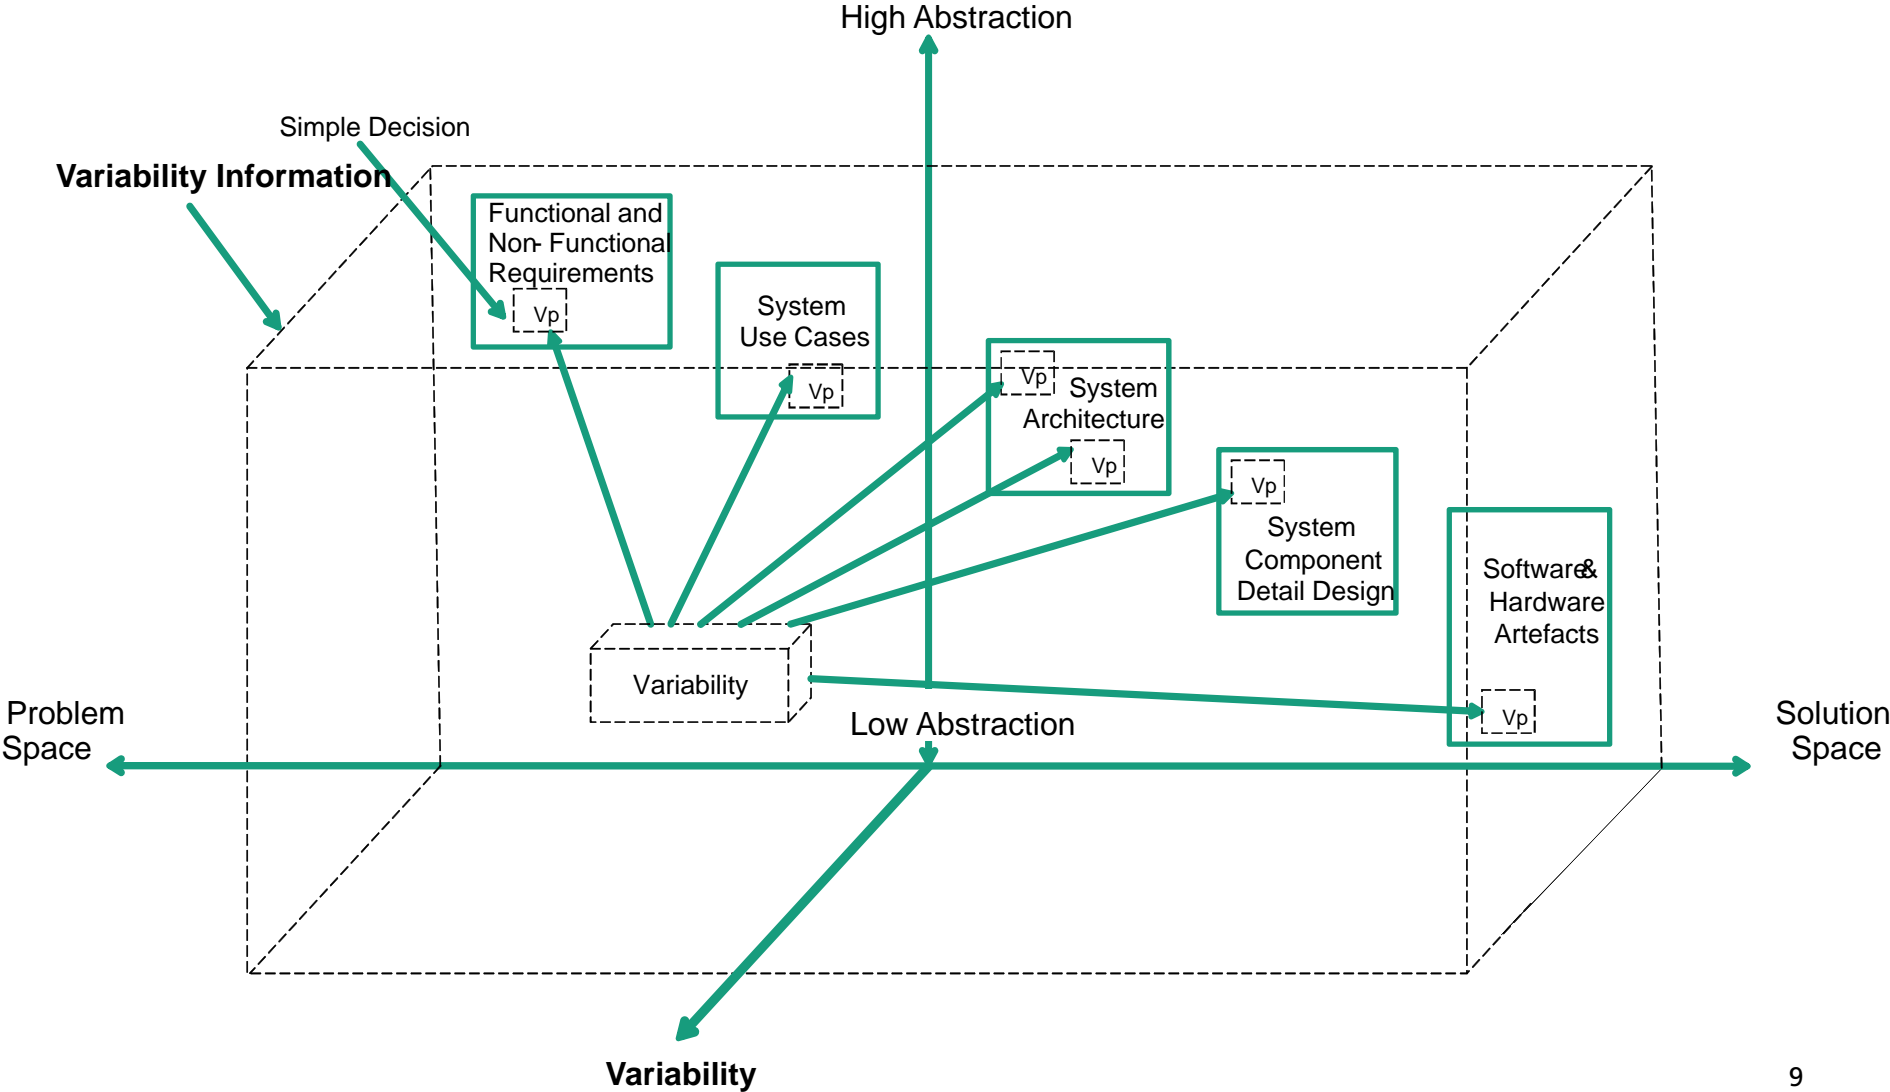 High Abstraction
Simple Decision
Variability Information
Functional and
Non- Functional
Requirements
Vp
System
Use Cases
Vp
Vp
System
Architecture
Vp
Vp
System
Component
Detail Design
Software&
Hardware
Artefacts
Vp
Variability
Problem
Space
Low Abstraction
Solution
Space
Variability
9